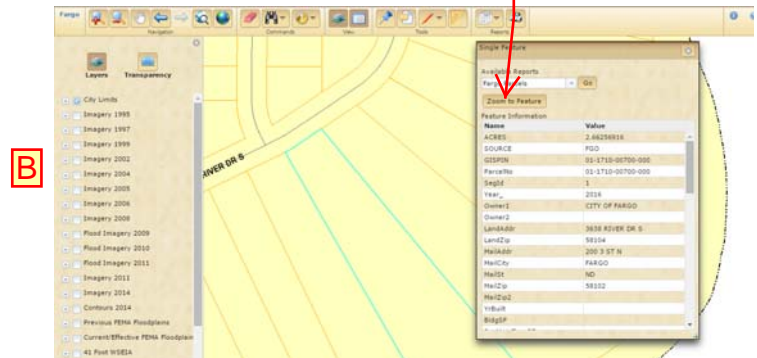 Fargo
Navigation
Commands
View
Tools
Reports
Layers
Transparency
City Limits
Imagery 1995
Imagery 1997
Imagery 1999
Imagery 2002
Imagery 2004
Imagery 2005
Imagery 2006
Imagery 2008
Flood Imagery 2009
Flood Imagery 2010
Flood Imagery 2011
Imagery 2011
Imagery 2014
Contours 2014
Previous FEMA Floodplains
Current/Effective FEMA Floodplain
41 Foot WSEIA
B
RIVER DR S
Single Feature
Available Reports
Fargo Parcels
Go
Zoom to Feature
Feature Information
Name Value
ACRES 2.66256916
SOURCE FGO
GISPIN 01-1710-00700-000
ParcelNo 01-1710-00700-000
SegId 1
Year_ 2016
Owner1 CITY OF FARGO
Owner2
LandAddr 3638 RIVER DR S
LandZip 58104
MailAddr 200 3 ST N
MailCity FARGO
MailSt ND
MailZip 58102
MailZip2
YrBuilt
BldgSF